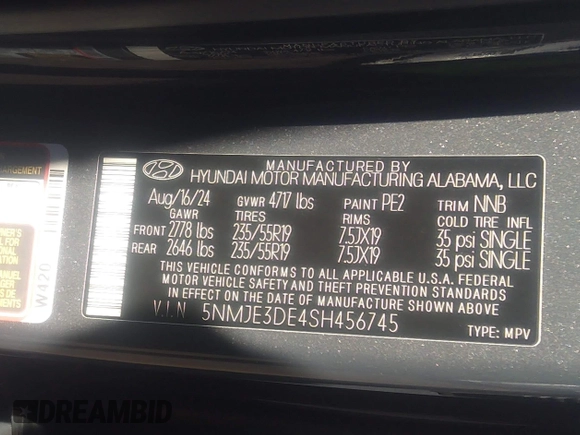 MANUFACTURED BY
HYUNDAI MOTOR MANUFACTURING ALABAMA, LLC
Aug/16/24 GVWR 4717 lbs PAINT PE2 TRIM NNB
GAWR TIRES RIMS COLD TIRE INFL
FRONT 2778 lbs 235/55R19 7.5JX19 35 psi SINGLE
REAR 2646 lbs 235/55R19 7.5JX19 35 psi SINGLE
THIS VEHICLE CONFORMS TO ALL APPLICABLE U.S.A. FEDERAL
MOTOR VEHICLE SAFETY AND THEFT PREVENTION STANDARDS
IN EFFECT ON THE DATE OF MANUFACTURE SHOWN ABOVE
V.I.N 5NMJE3DE4SH456745
TYPE: MPV
W420
DREAMBID